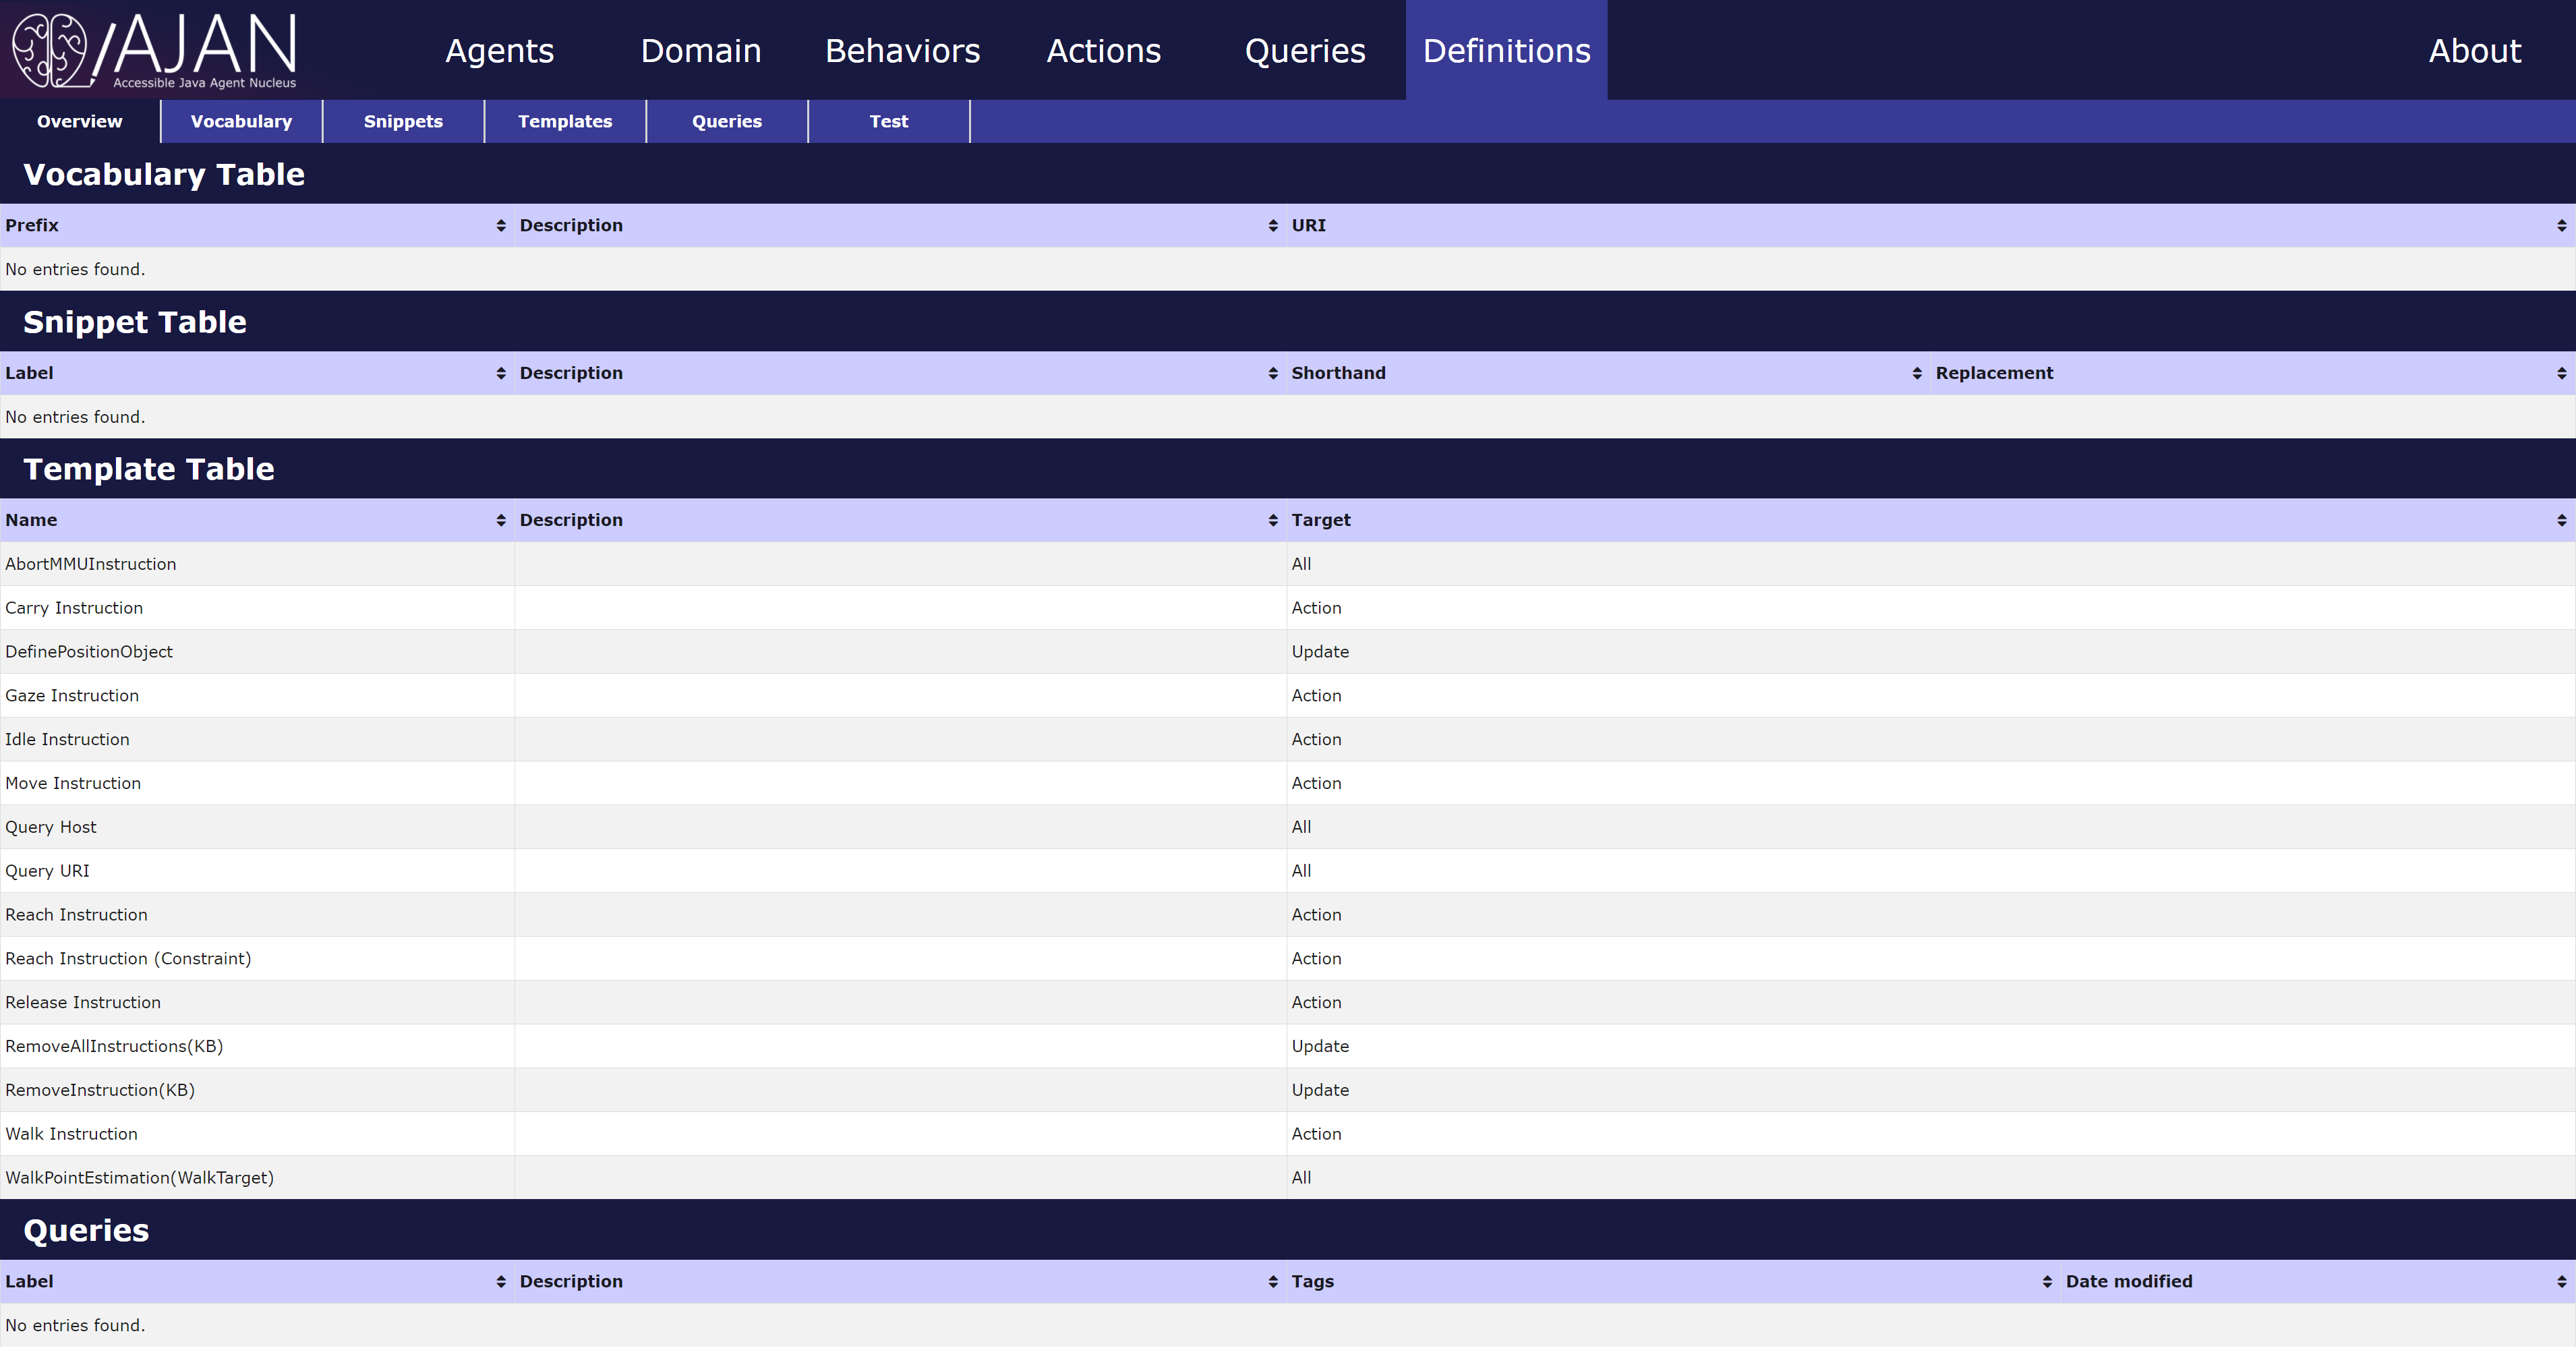 /AJAN
Accessible Java Agent Nucleus
Agents Domain Behaviors Actions Queries Definitions About
Overview Vocabulary Snippets Templates Queries Test
Vocabulary Table
Prefix Description URI
No entries found.
Snippet Table
Label Description Shorthand Replacement
No entries found.
Template Table
Name Description Target
AbortMMUInstruction All
Carry Instruction Action
DefinePositionObject Update
Gaze Instruction Action
Idle Instruction Action
Move Instruction Action
Query Host All
Query URI All
Reach Instruction Action
Reach Instruction (Constraint) Action
Release Instruction Action
RemoveAllInstructions(KB) Update
RemoveInstruction(KB) Update
Walk Instruction Action
WalkPointEstimation(WalkTarget) All
Queries
Label Description Tags Date modified
No entries found.